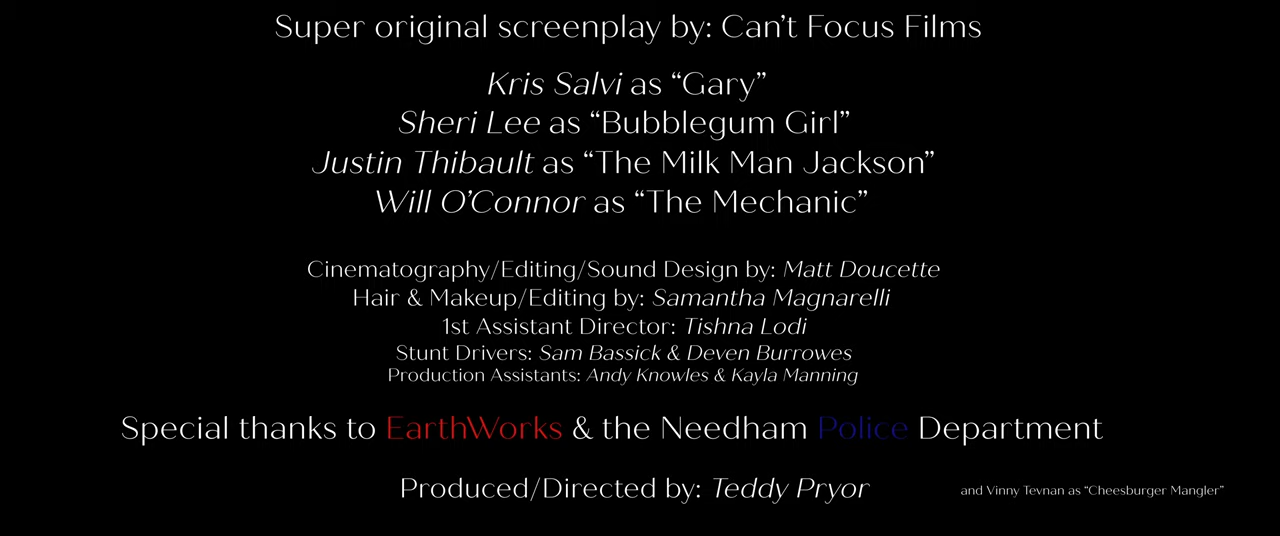 Super original screenplay by: Can’t Focus Films
Kris Salvi as “Gary”
Sheri Lee as “Bubblegum Girl”
Justin Thibault as “The Milk Man Jackson”
Will O’Connor as “The Mechanic”
Cinematography/Editing/Sound Design by: Matt Doucette
Hair & Makeup/Editing by: Samantha Magnarelli
1st Assistant Director: Tishna Lodi
Stunt Drivers: Sam Bassick & Deven Burrowes
Production Assistants: Andy Knowles & Kayla Manning
Special thanks to EarthWorks & the Needham Police Department
Produced/Directed by: Teddy Pryor
and Vinny Tevnan as “Cheesburger Mangler”